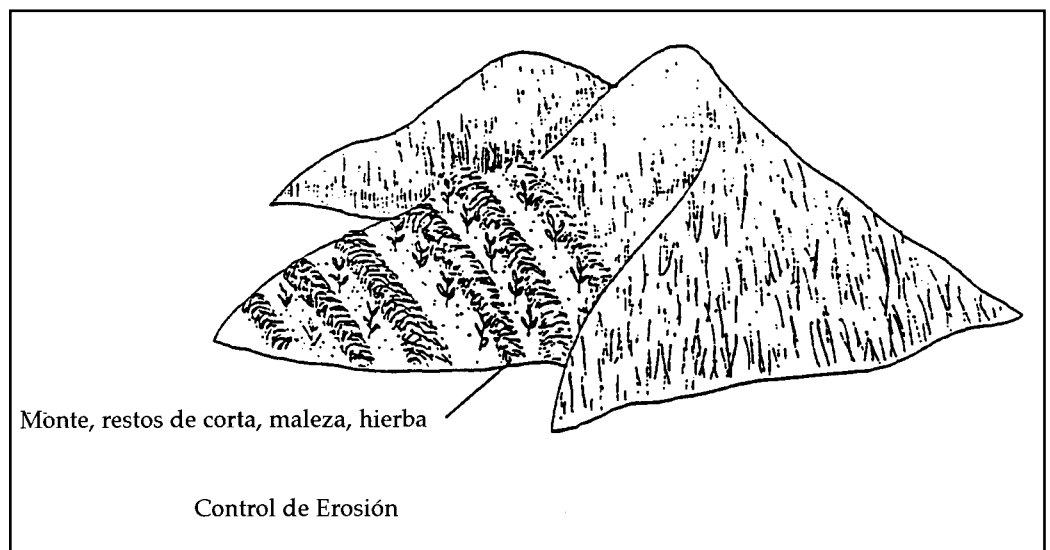 Monte, restos de corta, maleza, hierba
Control de Erosión